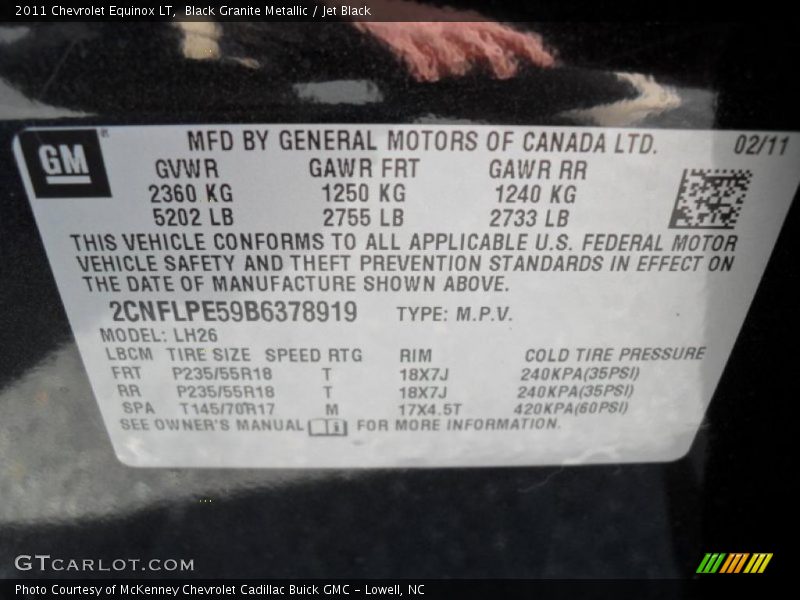 2011 Chevrolet Equinox LT, Black Granite Metallic / Jet Black
GM
MFD BY GENERAL MOTORS OF CANADA LTD. 02/11
GVWR GAWR FRT GAWR RR
2360 KG 1250 KG 1240 KG
5202 LB 2755 LB 2733 LB
THIS VEHICLE CONFORMS TO ALL APPLICABLE U.S. FEDERAL MOTOR
VEHICLE SAFETY AND THEFT PREVENTION STANDARDS IN EFFECT ON
THE DATE OF MANUFACTURE SHOWN ABOVE.
2CNFLPE59B6378919 TYPE: M.P.V.
MODEL: LH26
LBCM TIRE SIZE SPEED RTG RIM COLD TIRE PRESSURE
FRT P235/55R18 T 18X7J 240KPA(35PSI)
RR P235/55R18 T 18X7J 240KPA(35PSI)
SPA T145/70R17 M 17X4.5T 420KPA(60PSI)
SEE OWNER'S MANUAL FOR MORE INFORMATION.
GTCARLOT.COM
Photo Courtesy of McKenney Chevrolet Cadillac Buick GMC - Lowell, NC